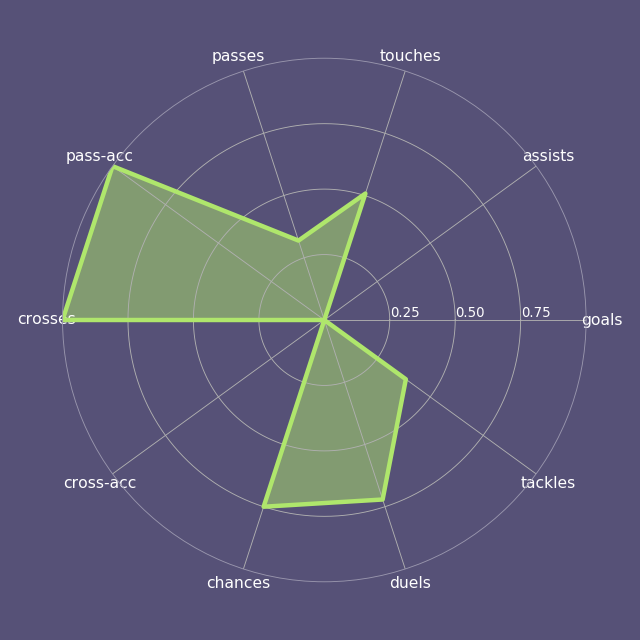 passes
touches
pass-acc
assists
crosses
0.25
0.50
0.75
goals
cross-acc
tackles
chances
duels